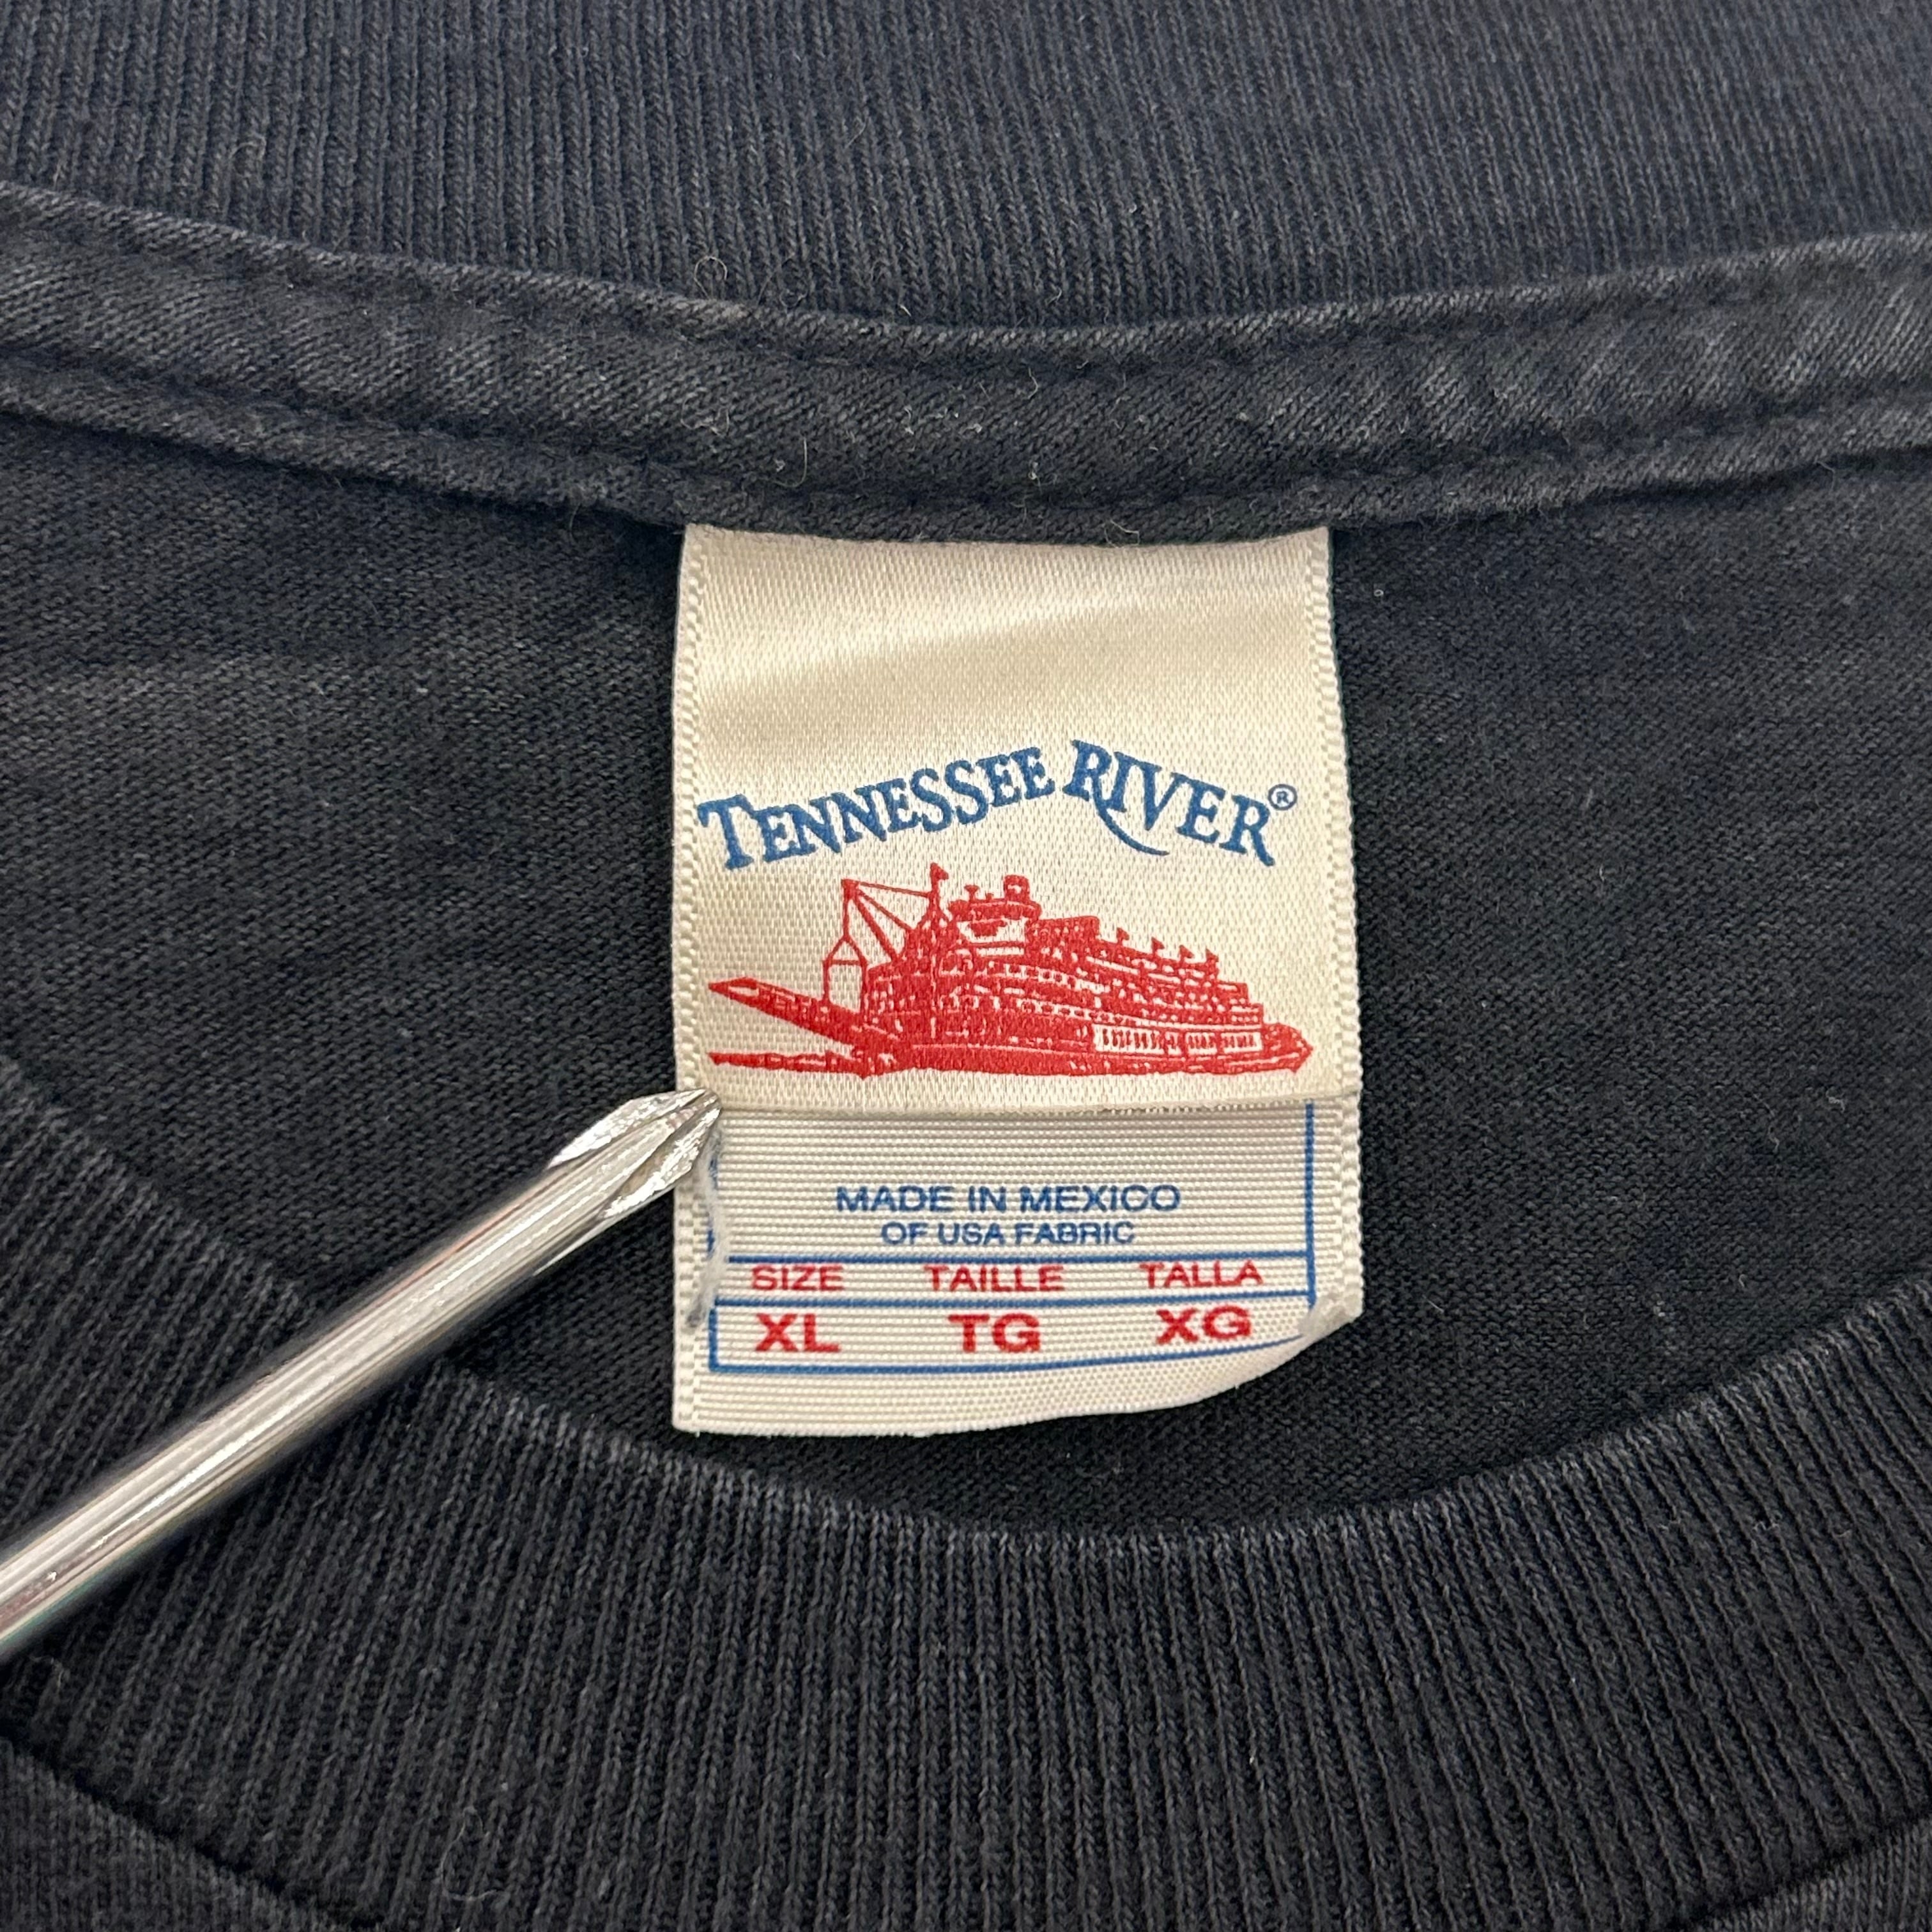 TENNESSEE RIVER®
MADE IN MEXICO
OF USA FABRIC
SIZE TAILLE TALLA
XL TG XG